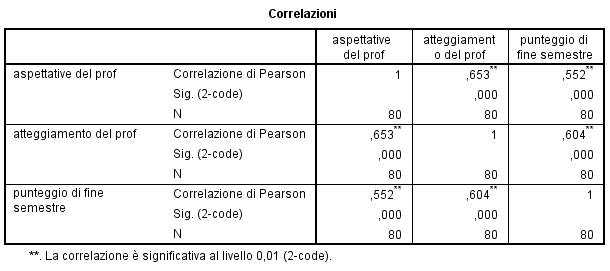 Correlazioni
aspettative del prof atteggiamento del prof punteggio di fine semestre
aspettative del prof Correlazione di Pearson 1 ,653** ,552**
Sig. (2-code) ,000 ,000
N 80 80 80
atteggiamento del prof Correlazione di Pearson ,653** 1 ,604**
Sig. (2-code) ,000 ,000
N 80 80 80
punteggio di fine semestre Correlazione di Pearson ,552** ,604** 1
Sig. (2-code) ,000 ,000
N 80 80 80
**. La correlazione è significativa al livello 0,01 (2-code).